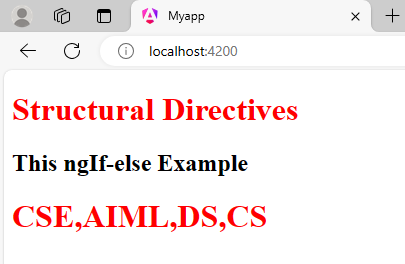 Myapp
localhost:4200
Structural Directives
This ngIf-else Example
CSE,AIML,DS,CS